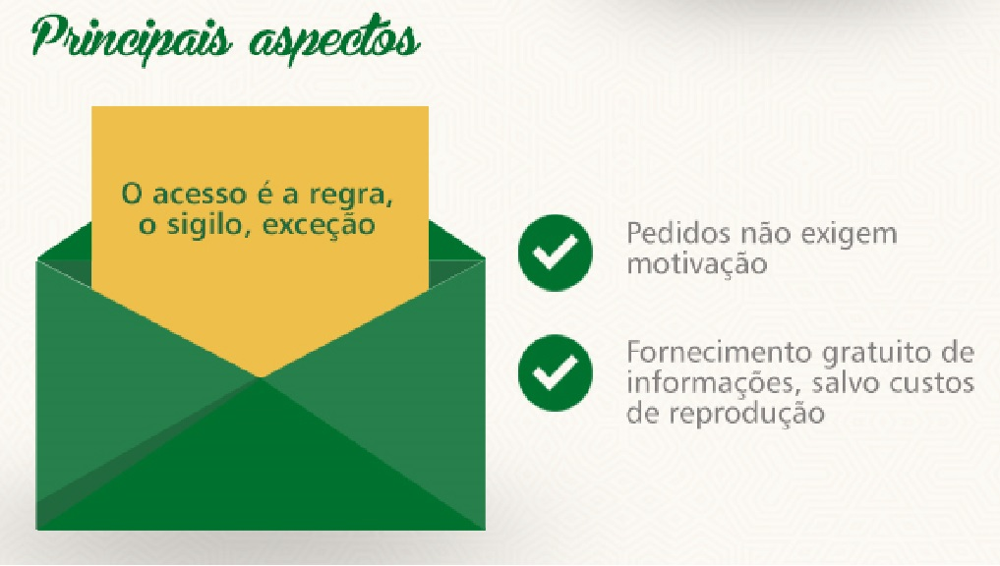 Principais aspectos
O acesso é a regra,
o sigilo, exceção
Pedidos não exigem
motivação
Fornecimento gratuito de
informações, salvo custos
de reprodução